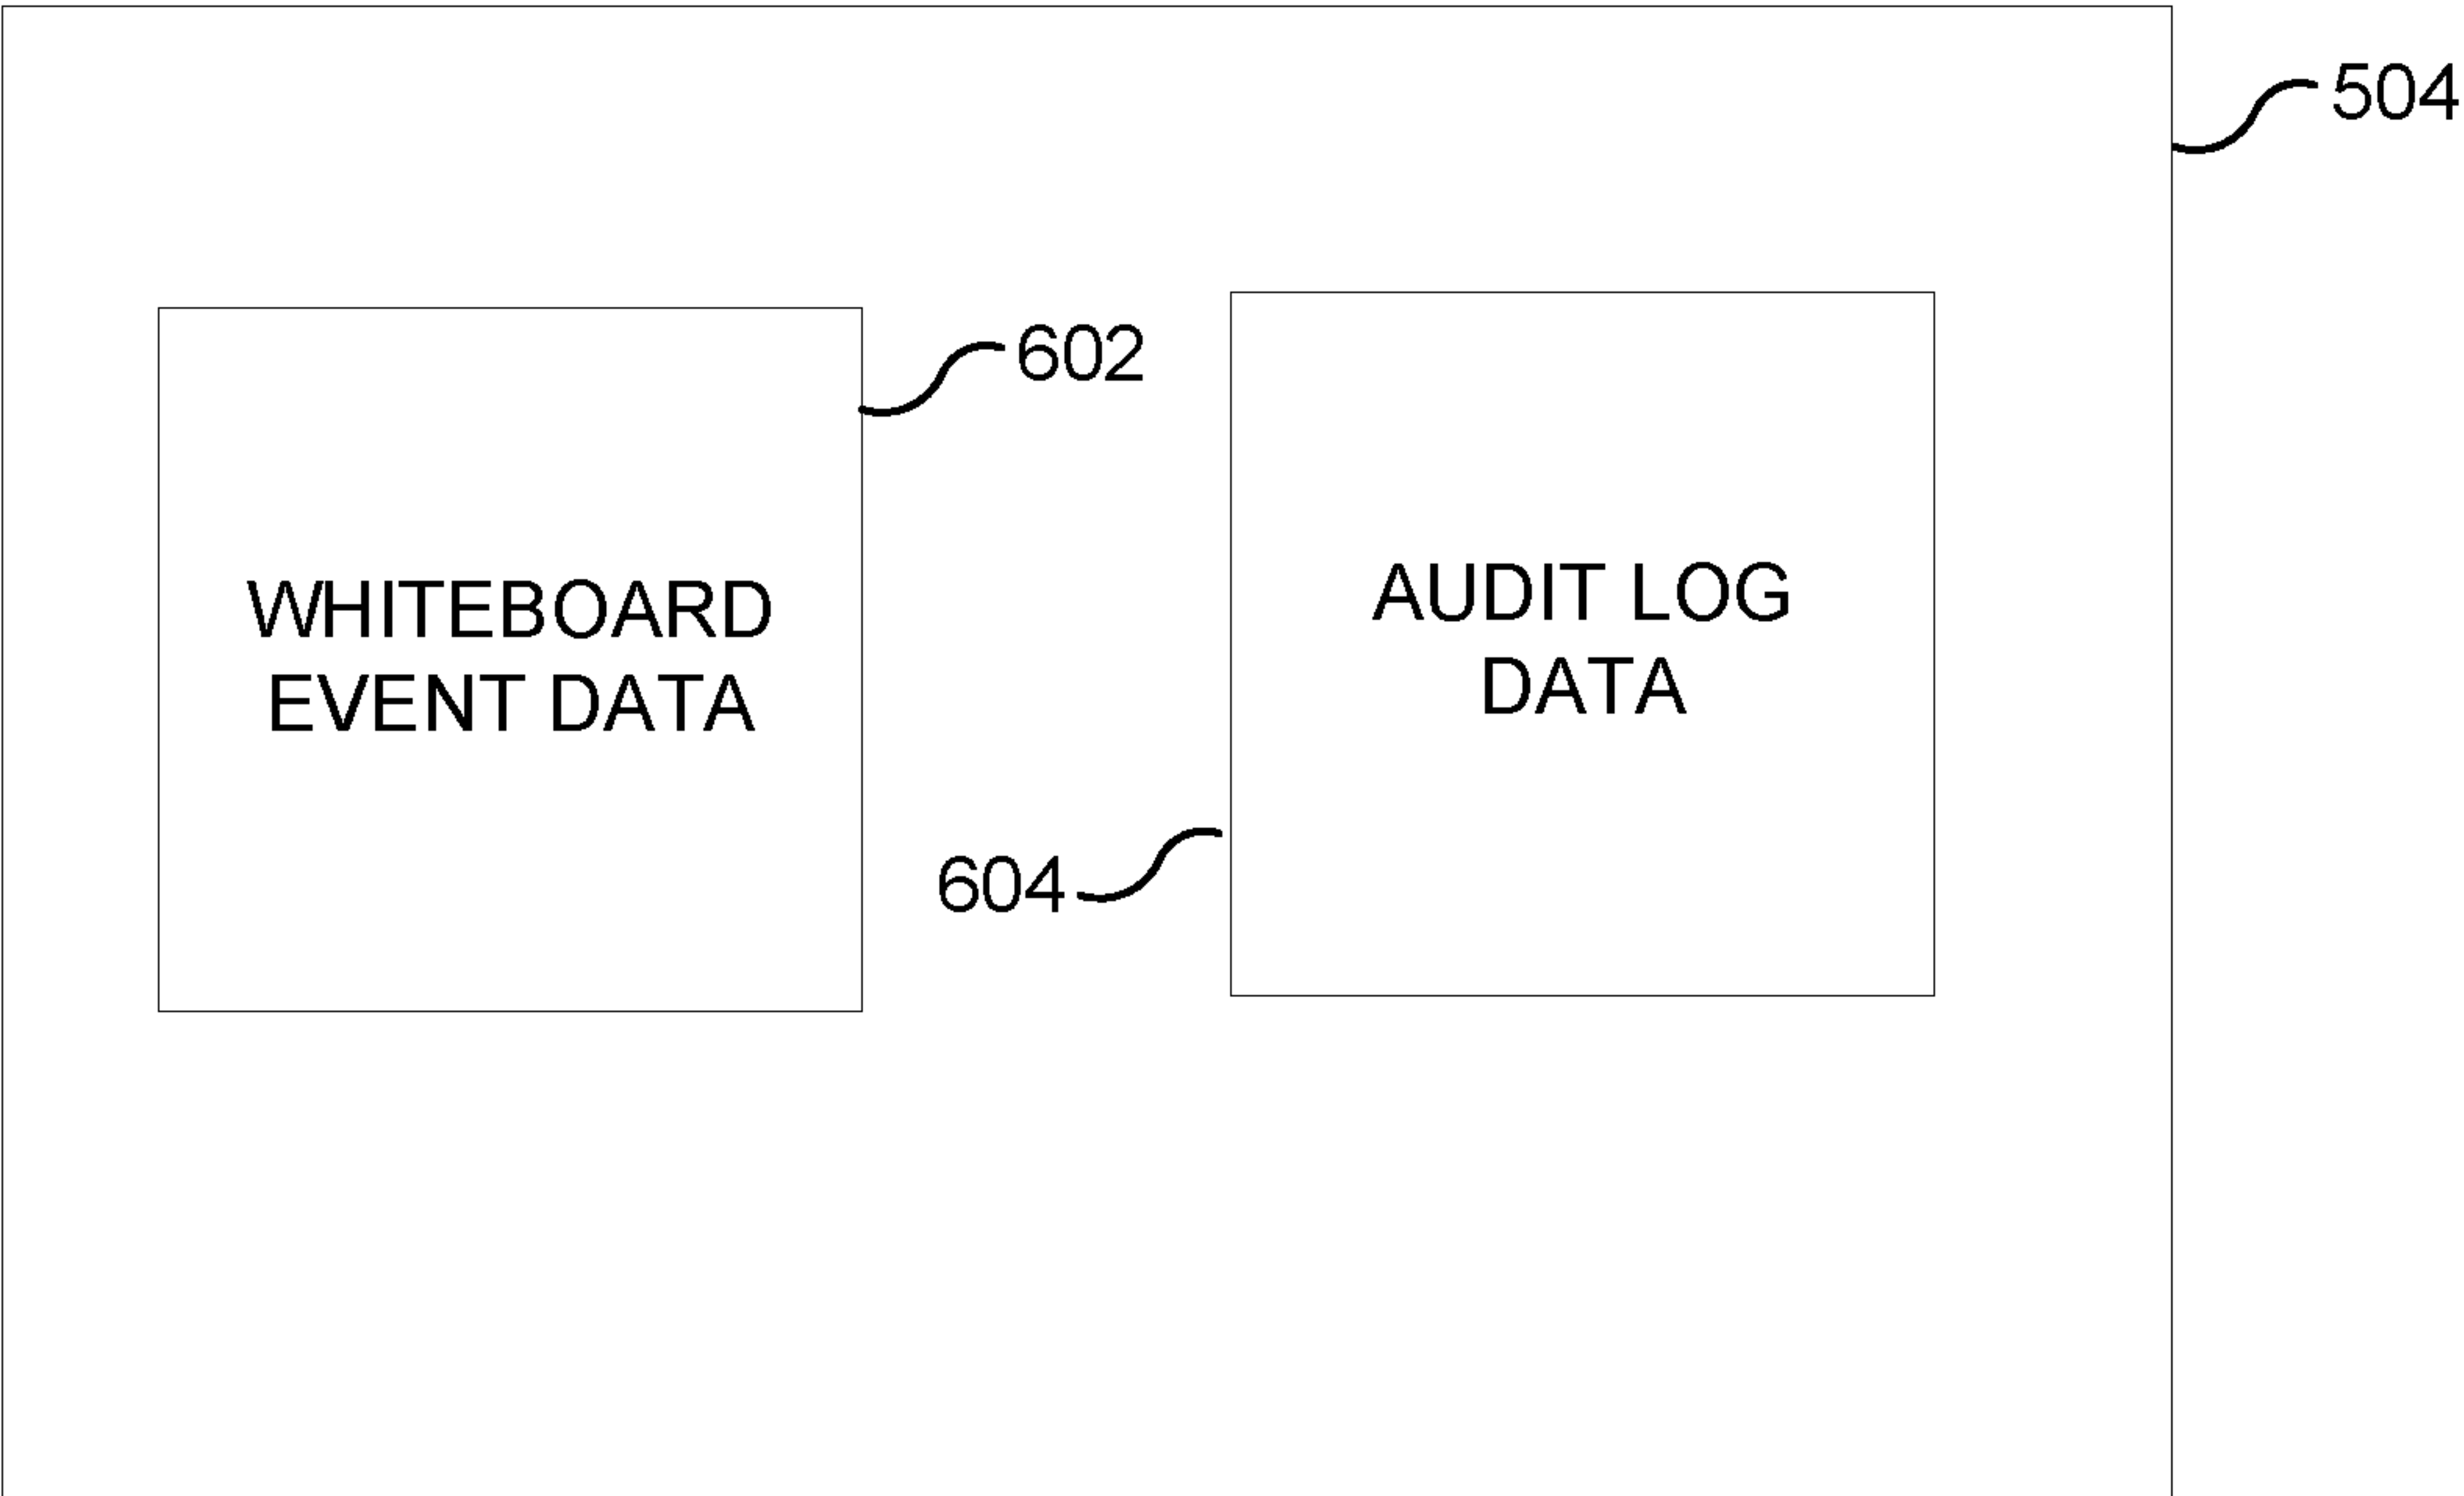 504
602
WHITEBOARD
EVENT DATA
AUDIT LOG
DATA
604